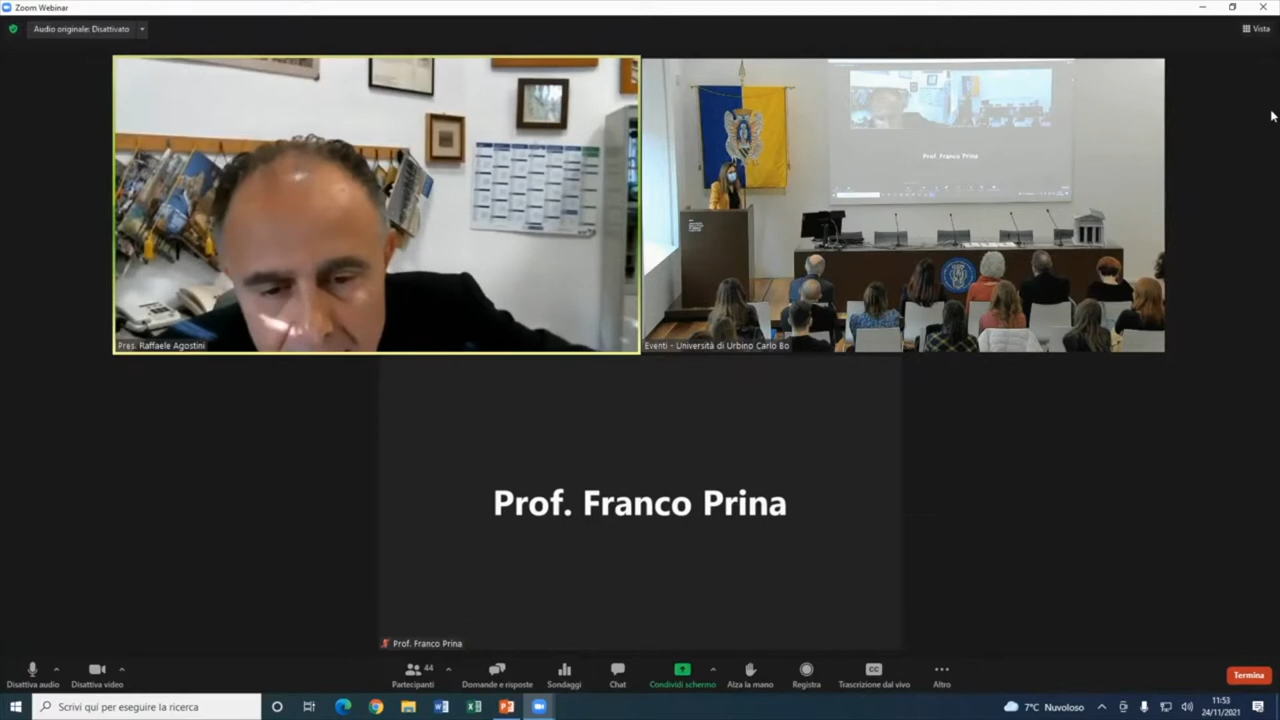 Zoom Webinar
Audio originale: Disattivato
Vista
Prof. Franco Prina
Pres. Raffaele Agostini
Eventi - Università di Urbino Carlo Bo
Prof. Franco Prina
Prof. Franco Prina
Disattiva audio
Disattiva video
44
Partecipanti
Domande e risposte
Sondaggi
Chat
Condividi schermo
Alza la mano
Registra
CC
Trascrizione dal vivo
Altro
Termina
Scrivi qui per eseguire la ricerca
7°C Nuvoloso
11:53
24/11/2021